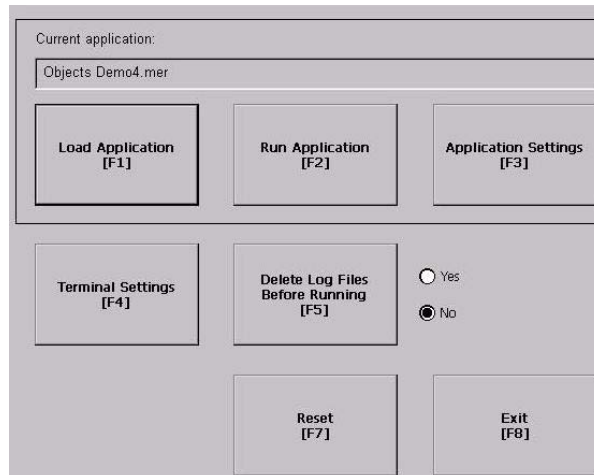 Current application:
Objects Demo4.mer
Load Application
[F1]
Run Application
[F2]
Application Settings
[F3]
Terminal Settings
[F4]
Delete Log Files
Before Running
[F5]
Yes
No
Reset
[F7]
Exit
[F8]